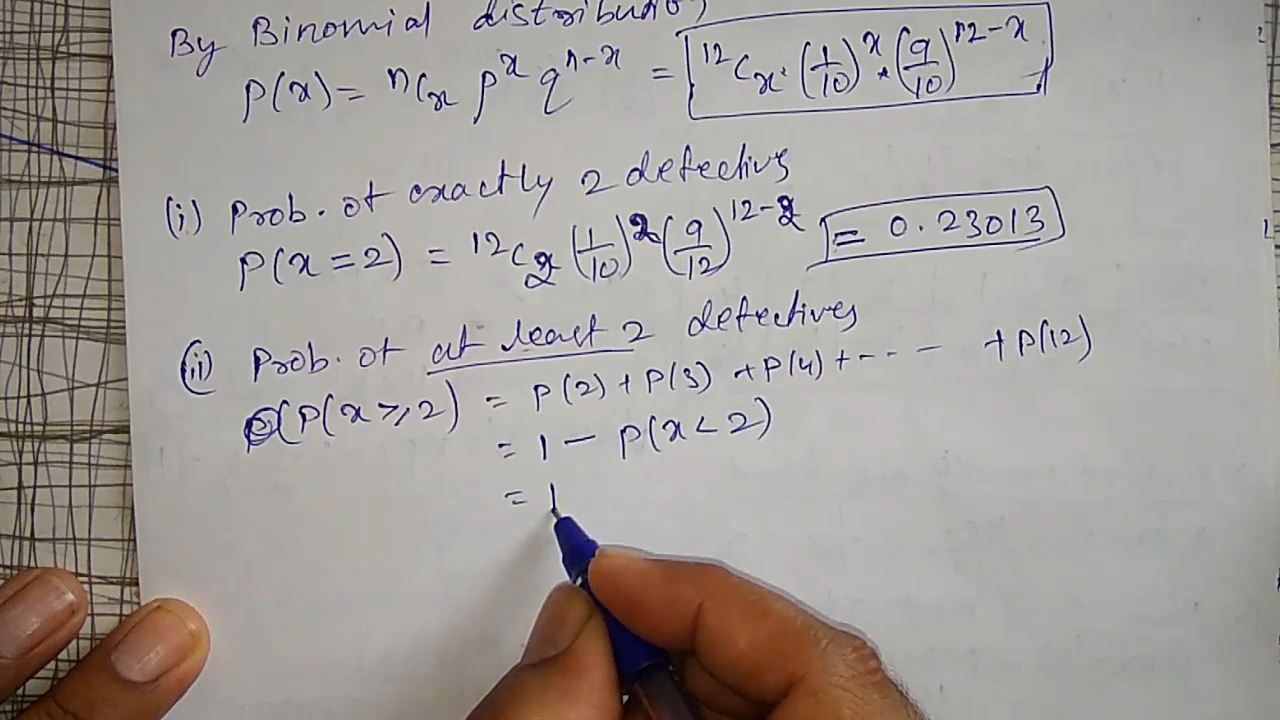 By Binomial distribution
P(x) = ⁿCₓ pˣ qⁿ⁻ˣ = ¹²Cₓ · (1/10)ˣ · (9/10)¹²⁻ˣ
(i) Prob. of exactly 2 defectives
P(x=2) = ¹²C₂ (1/10)² (9/12)¹²⁻² = 0.23013
(ii) Prob. of at least 2 defectives
P(x ≥ 2) = P(2) + P(3) + P(4) + - - - - + P(12)
= 1 – P(x < 2)
= 1